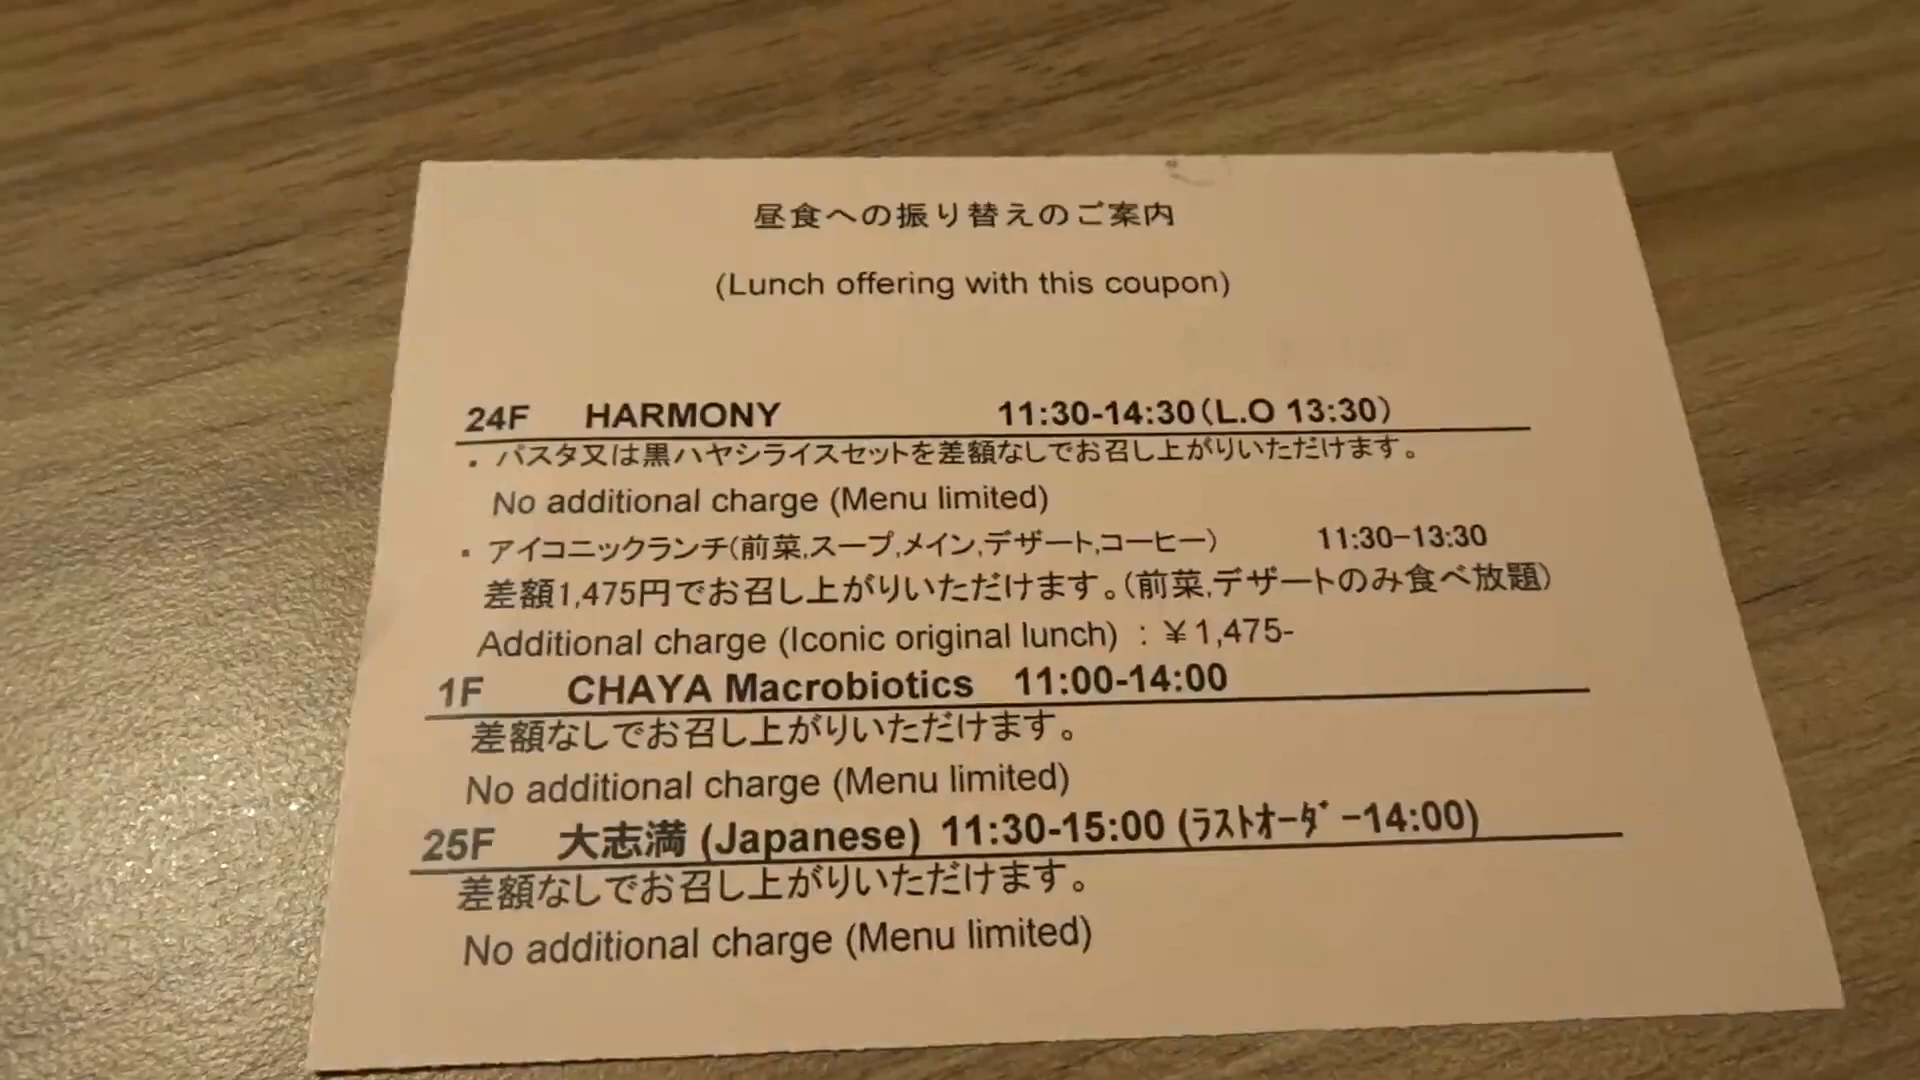 昼食への振り替えのご案内
(Lunch offering with this coupon)
24F HARMONY 11:30-14:30(L.O 13:30)
・パスタ又は黒ハヤシライスセットを差額なしでお召し上がりいただけます。
No additional charge (Menu limited)
・アイコニックランチ(前菜,スープ,メイン,デザート,コーヒー) 11:30-13:30
差額1,475円でお召し上がりいただけます。(前菜,デザートのみ食べ放題)
Additional charge (Iconic original lunch) : ¥1,475-
1F CHAYA Macrobiotics 11:00-14:00
差額なしでお召し上がりいただけます。
No additional charge (Menu limited)
25F 大志満 (Japanese) 11:30-15:00 (ﾗｽﾄｵｰﾀﾞｰ14:00)
差額なしでお召し上がりいただけます。
No additional charge (Menu limited)